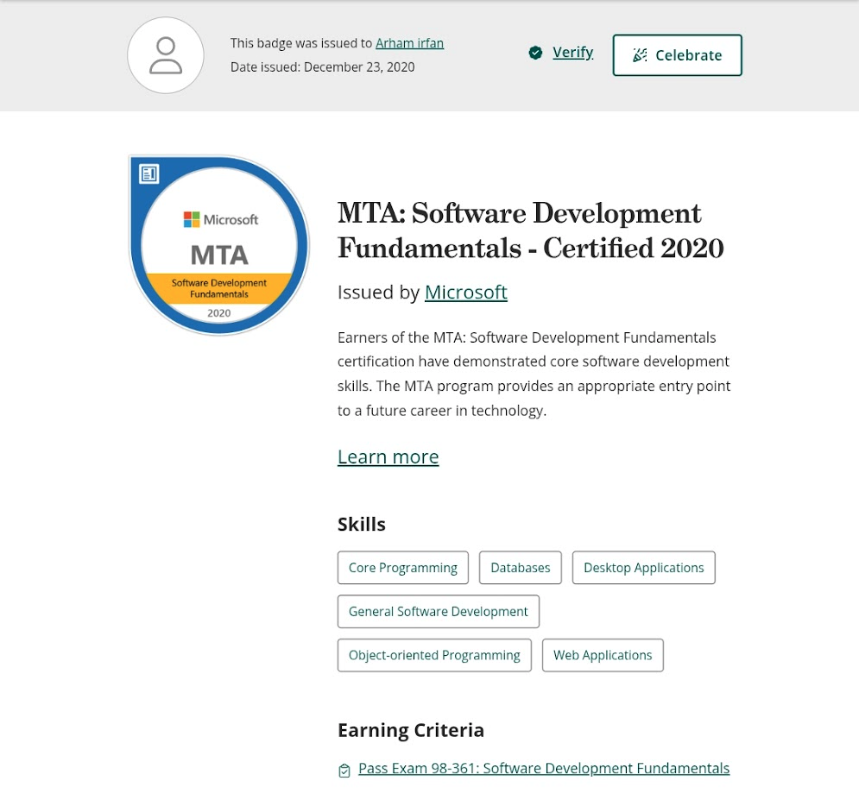 This badge was issued to Arham irfan
Date issued: December 23, 2020
Verify
Celebrate
Microsoft
MTA
Software Development
Fundamentals
2020
MTA: Software Development
Fundamentals - Certified 2020
Issued by Microsoft
Earners of the MTA: Software Development Fundamentals
certification have demonstrated core software development
skills. The MTA program provides an appropriate entry point
to a future career in technology.
Learn more
Skills
Core Programming
Databases
Desktop Applications
General Software Development
Object-oriented Programming
Web Applications
Earning Criteria
Pass Exam 98-361: Software Development Fundamentals